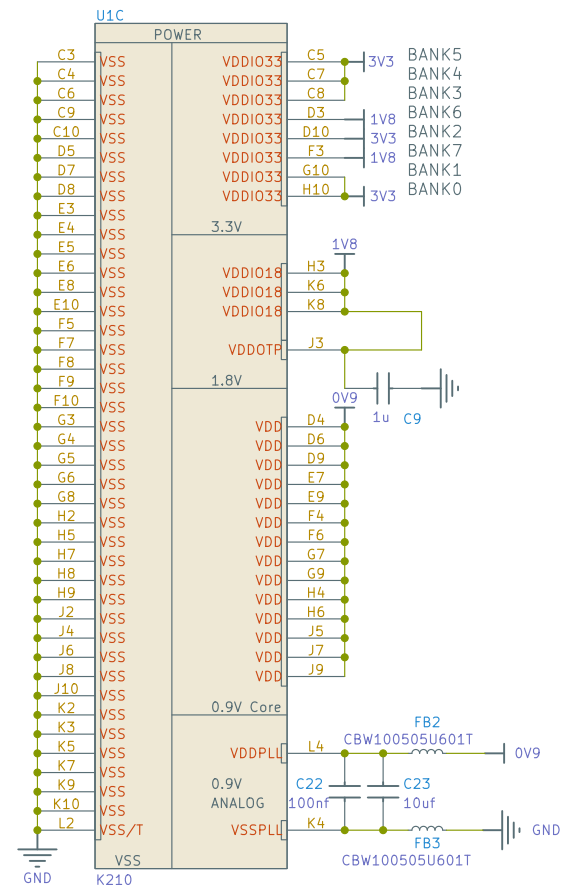 U1C
POWER
C3 VSS VDDIO33 C5 3V3 BANK5
C4 VSS VDDIO33 C7 BANK4
C6 VSS VDDIO33 C8 BANK3
C9 VSS VDDIO33 D3 1V8 BANK6
C10 VSS VDDIO33 D10 3V3 BANK2
D5 VSS VDDIO33 F3 1V8 BANK7
D7 VSS VDDIO33 G10 BANK1
D8 VSS VDDIO33 H10 3V3 BANK0
E3 VSS
E4 VSS 3.3V
E5 VSS 1V8
E6 VSS VDDIO18 H3
E8 VSS VDDIO18 K6
E10 VSS VDDIO18 K8
F5 VSS
F7 VSS VDDOTP J3
F8 VSS
F9 VSS 1.8V
F10 VSS 0V9
1u C9
G3 VSS VDD D4
G4 VSS VDD D6
G5 VSS VDD D9
G6 VSS VDD E7
G8 VSS VDD E9
H2 VSS VDD F4
H5 VSS VDD F6
H7 VSS VDD G7
H8 VSS VDD G9
H9 VSS VDD H4
J2 VSS VDD H6
J4 VSS VDD J5
J6 VSS VDD J7
J8 VSS VDD J9
J10 VSS
K2 VSS 0.9V Core
K3 VSS FB2
CBW100505U601T
K5 VSS VDDPLL L4 0V9
K7 VSS
K9 VSS 0.9V C22 C23
K10 VSS ANALOG 100nf 10uf
L2 VSS/T VSSPLL K4 GND
FB3
VSS CBW100505U601T
GND K210